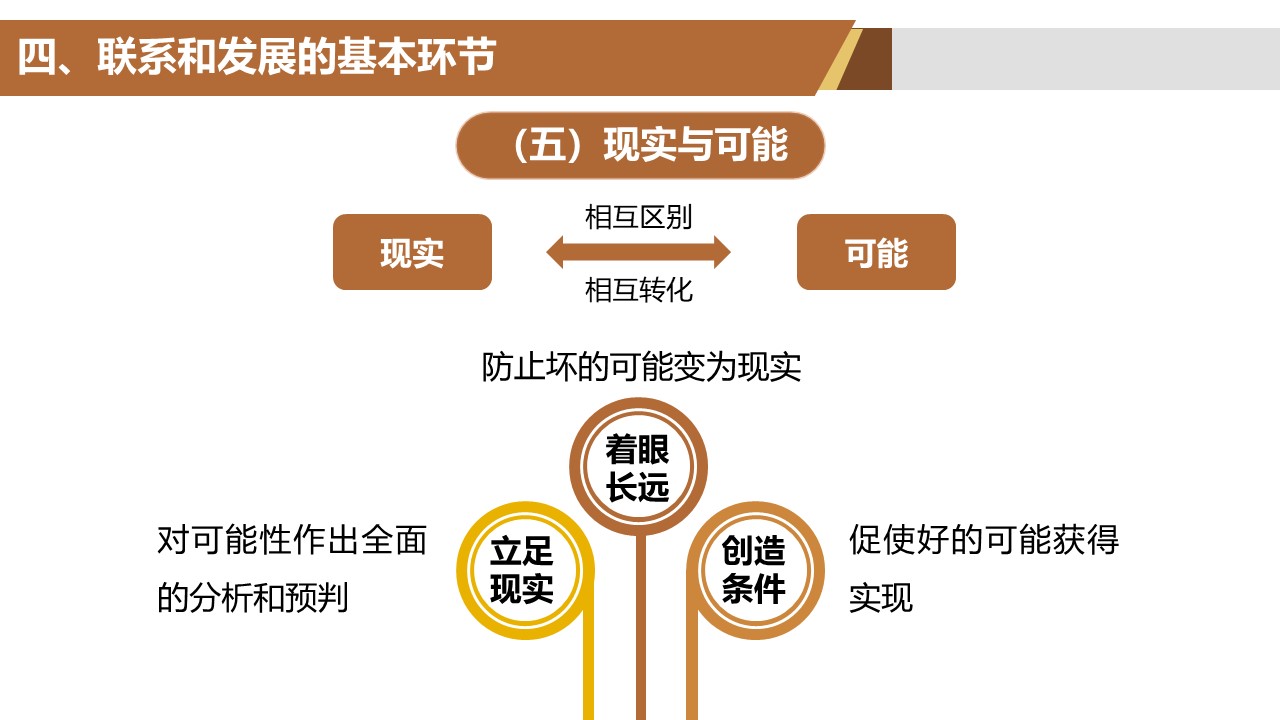 四、联系和发展的基本环节
（五）现实与可能
相互区别
现实
可能
相互转化
防止坏的可能变为现实
着眼
长远
对可能性作出全面
的分析和预判
立足
现实
创造
条件
促使好的可能获得
实现